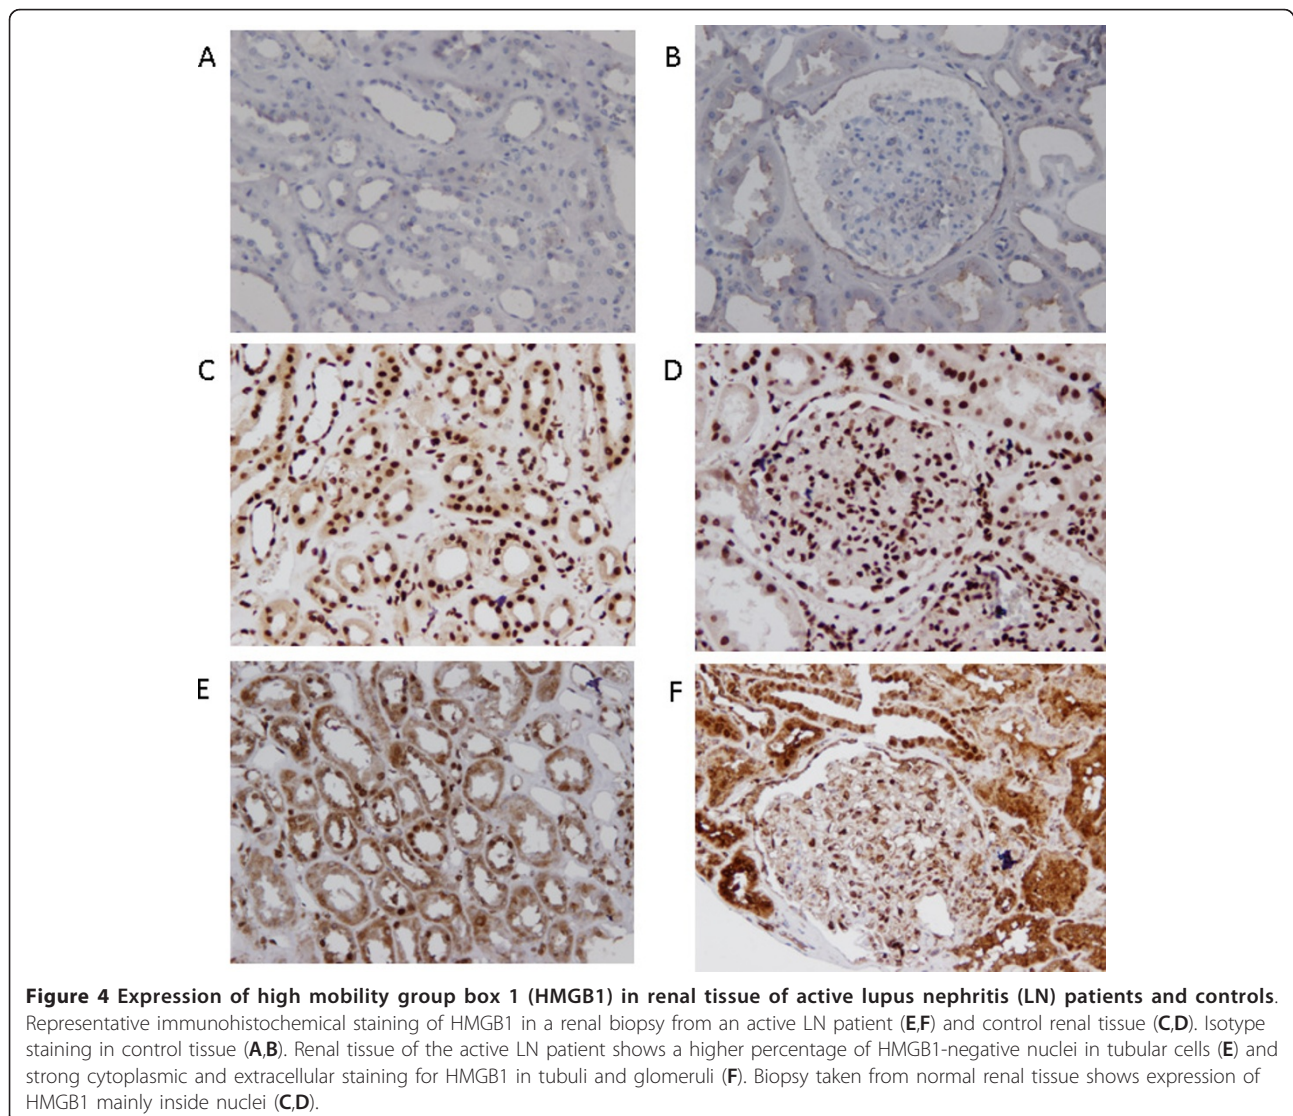 A
B
C
D
E
F
Figure 4 Expression of high mobility group box 1 (HMGB1) in renal tissue of active lupus nephritis (LN) patients and controls.
Representative immunohistochemical staining of HMGB1 in a renal biopsy from an active LN patient (E,F) and control renal tissue (C,D). Isotype
staining in control tissue (A,B). Renal tissue of the active LN patient shows a higher percentage of HMGB1-negative nuclei in tubular cells (E) and
strong cytoplasmic and extracellular staining for HMGB1 in tubuli and glomeruli (F). Biopsy taken from normal renal tissue shows expression of
HMGB1 mainly inside nuclei (C,D).